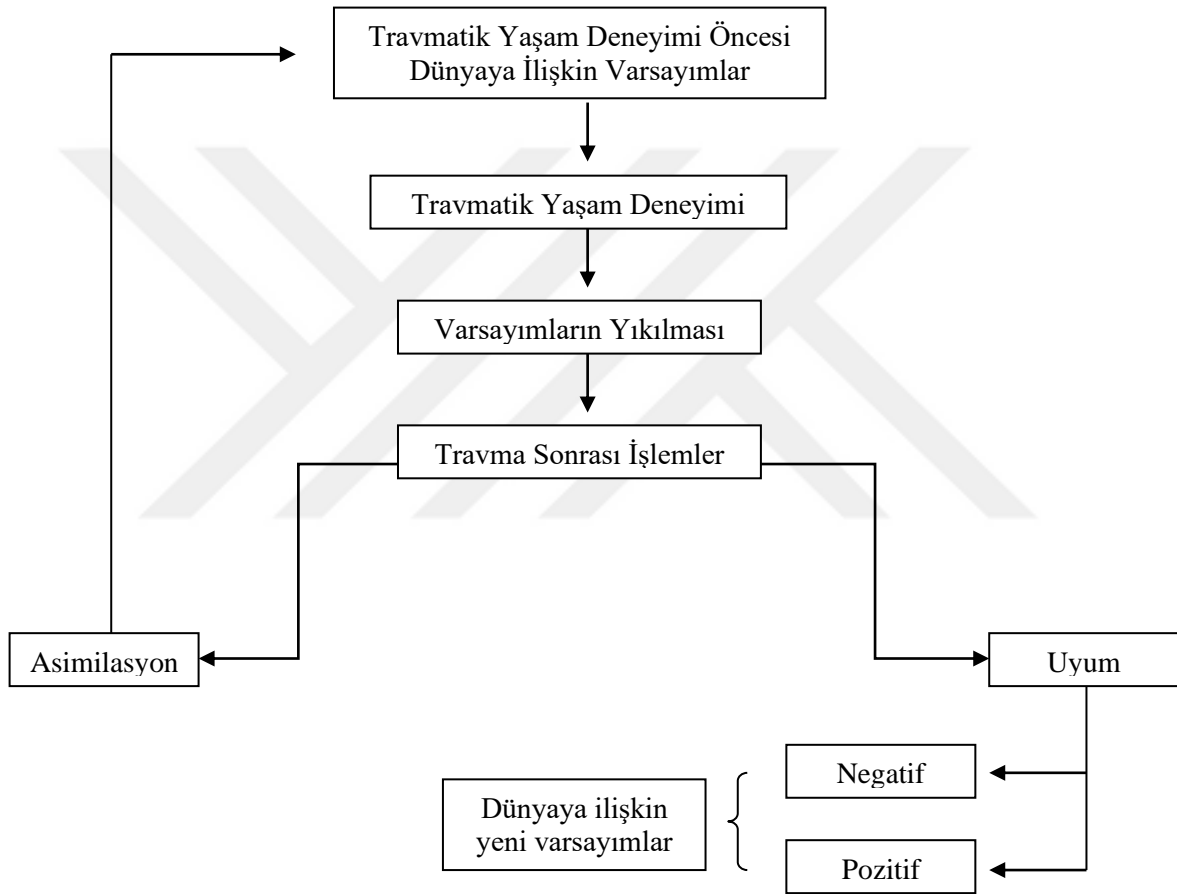 Travmatik Yaşam Deneyimi Öncesi
Dünyaya İlişkin Varsayımlar
Travmatik Yaşam Deneyimi
Varsayımların Yıkılması
Travma Sonrası İşlemler
Asimilasyon
Uyum
Negatif
Dünyaya ilişkin
yeni varsayımlar
Pozitif